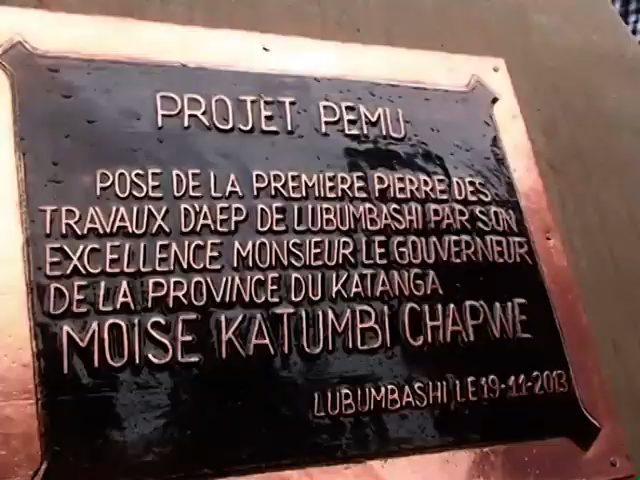 PROJET PEMU
POSE DE LA PREMIERE PIERRE DES
TRAVAUX D'AEP DE LUBUMBASHI PAR SON
EXCELLENCE MONSIEUR LE GOUVERNEUR
DE LA PROVINCE DU KATANGA
MOISE KATUMBI CHAPWE
LUBUMBASHI LE 19-11-2013